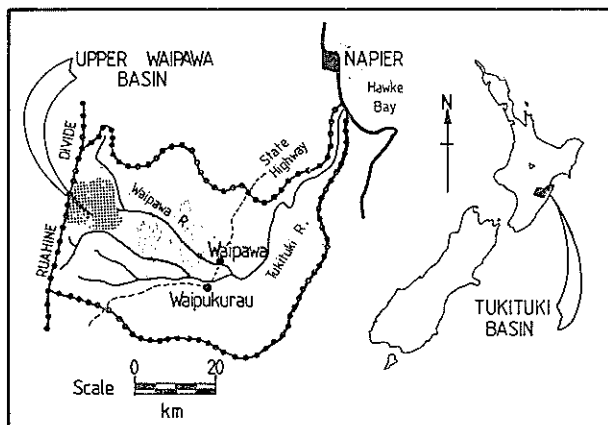 UPPER WAIPAWA
BASIN
NAPIER
Hawke
Bay
N
State
Highway
RUAHINE DIVIDE
Waipawa R.
Waipawa
Tukituki R.
Waipukurau
TUKITUKI
BASIN
Scale
0 10 20
km